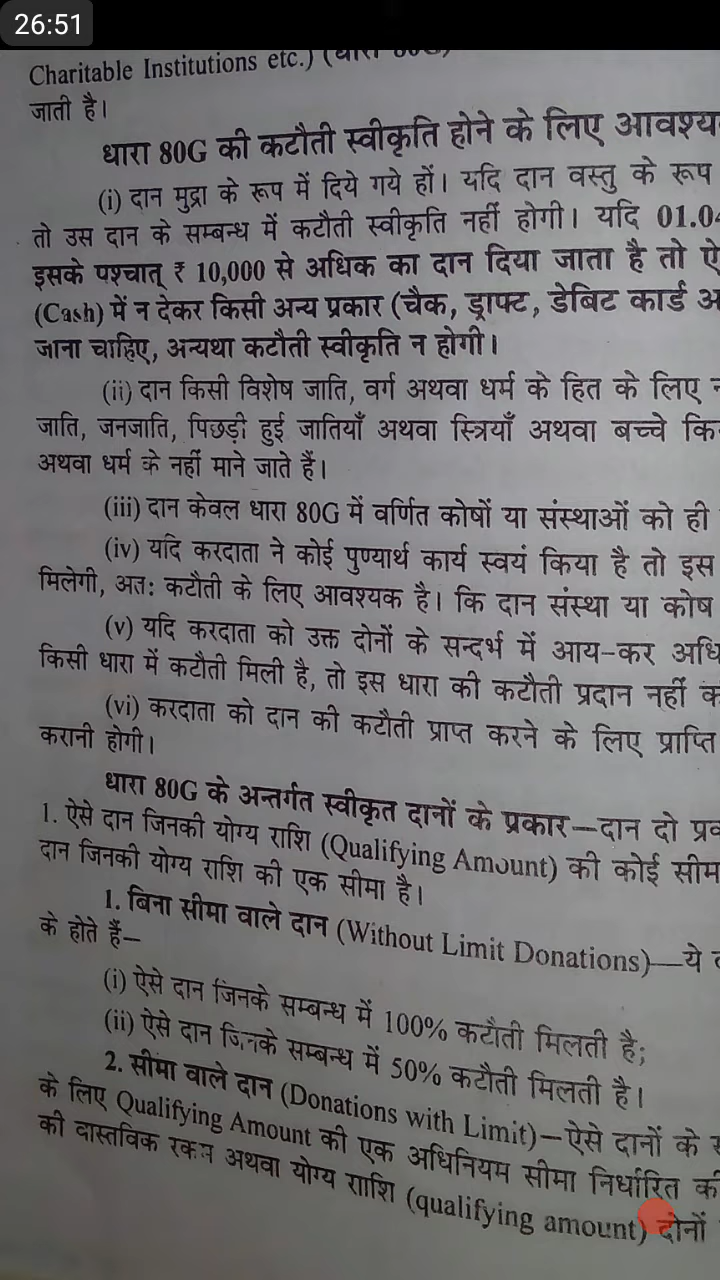 26:51
Charitable Institutions etc.) (धारा 80G)
जाती है।
धारा 80G की कटौती स्वीकृति होने के लिए आवश्य
(i) दान मुद्रा के रूप में दिये गये हों। यदि दान वस्तु के रूप
तो उस दान के सम्बन्ध में कटौती स्वीकृति नहीं होगी। यदि 01.04
इसके पश्चात् ₹ 10,000 से अधिक का दान दिया जाता है तो ऐ
(Cash) में न देकर किसी अन्य प्रकार (चैक, ड्राफ्ट, डेबिट कार्ड अ
जाना चाहिए, अन्यथा कटौती स्वीकृति न होगी।
(ii) दान किसी विशेष जाति, वर्ग अथवा धर्म के हित के लिए
जाति, जनजाति, पिछड़ी हुई जातियाँ अथवा स्त्रियाँ अथवा बच्चे कि
अथवा धर्म के नहीं माने जाते हैं।
(iii) दान केवल धारा 80G में वर्णित कोषों या संस्थाओं को ही
(iv) यदि करदाता ने कोई पुण्यार्थ कार्य स्वयं किया है तो इस
मिलेगी, अतः कटौती के लिए आवश्यक है। कि दान संस्था या कोष
(v) यदि करदाता को उक्त दोनों के सन्दर्भ में आय-कर अधि
किसी धारा में कटौती मिली है, तो इस धारा की कटौती प्रदान नहीं क
(vi) करदाता को दान की कटौती प्राप्त करने के लिए प्राप्ति
करानी होगी।
धारा 80G के अन्तर्गत स्वीकृत दानों के प्रकार—दान दो प्रक
1. ऐसे दान जिनकी योग्य राशि (Qualifying Amount) की कोई सीम
दान जिनकी योग्य राशि की एक सीमा है।
1. बिना सीमा वाले दान (Without Limit Donations)—ये
के होते हैं—
(i) ऐसे दान जिनके सम्बन्ध में 100% कटौती मिलती है;
(ii) ऐसे दान जिनके सम्बन्ध में 50% कटौती मिलती है।
2. सीमा वाले दान (Donations with Limit)—ऐसे दानों के
के लिए Qualifying Amount की एक अधिनियम सीमा निर्धारित की
की वास्तविक रकम अथवा योग्य राशि (qualifying amount) दोनों